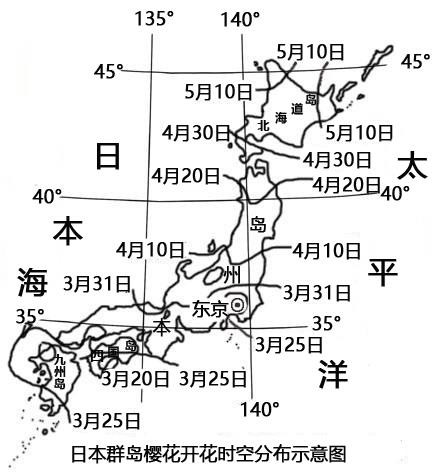 135°
140°
5月10日
45°
45°
5月10日
北海道岛
4月30日
5月10日
日本海
4月30日
太平洋
4月20日
4月20日
40°
40°
本州岛
4月10日
4月10日
3月31日
3月31日
东京
35°
35°
3月25日
九州岛
四国岛
3月20日
3月25日
3月25日
140°
日本群岛樱花开花时空分布示意图